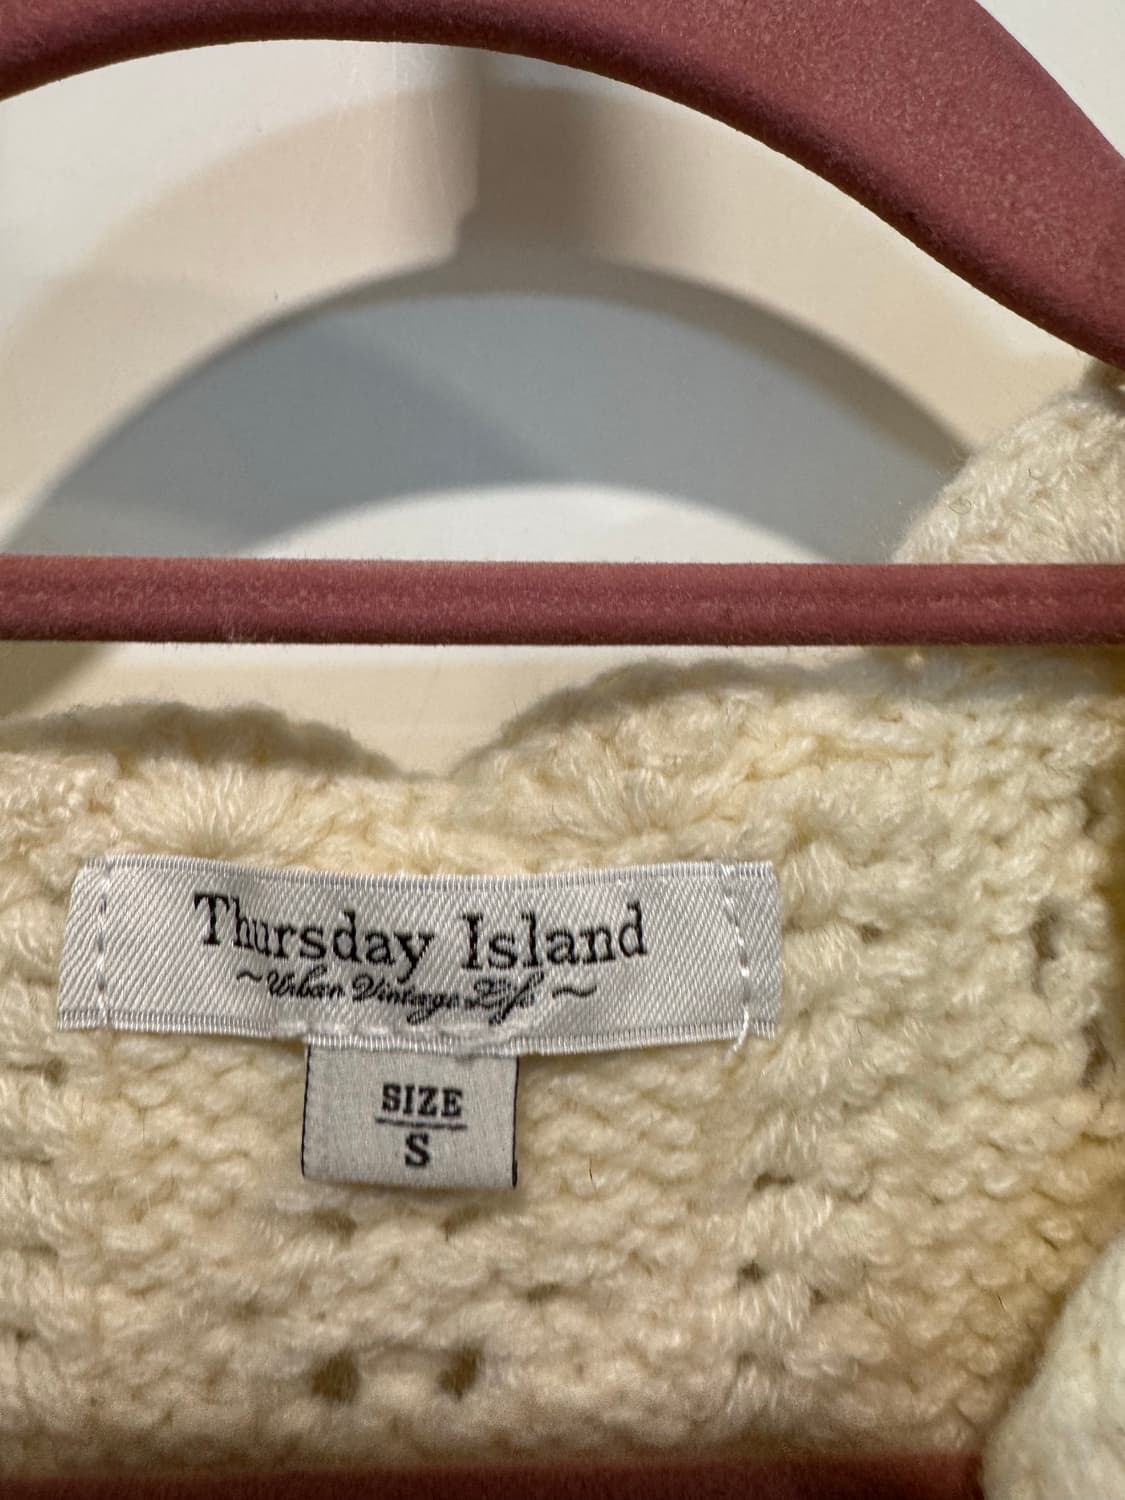 Thursday Island
~Urban Vintage Life~
SIZE
S